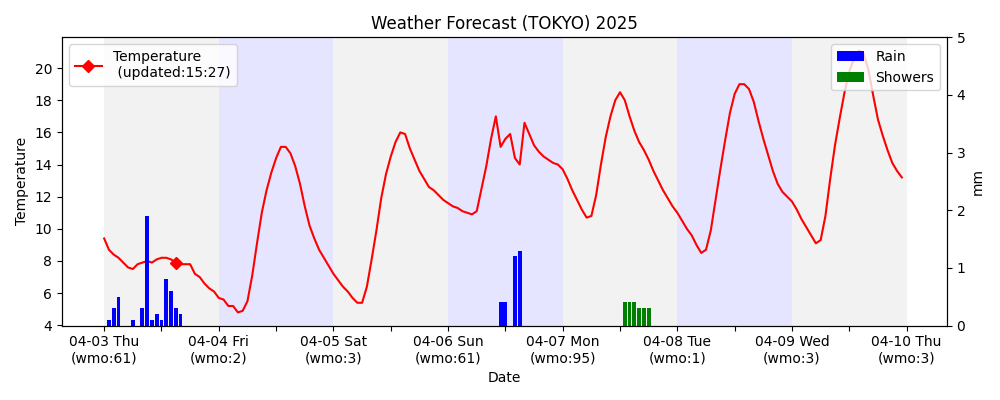 Weather Forecast (TOKYO) 2025
Temperature
(updated:15:27)
Rain
Showers
Temperature
20
18
16
14
12
10
8
6
4
5
4
3
2
1
0
mm
04-03 Thu
(wmo:61)
04-04 Fri
(wmo:2)
04-05 Sat
(wmo:3)
04-06 Sun
(wmo:61)
04-07 Mon
(wmo:95)
04-08 Tue
(wmo:1)
04-09 Wed
(wmo:3)
04-10 Thu
(wmo:3)
Date